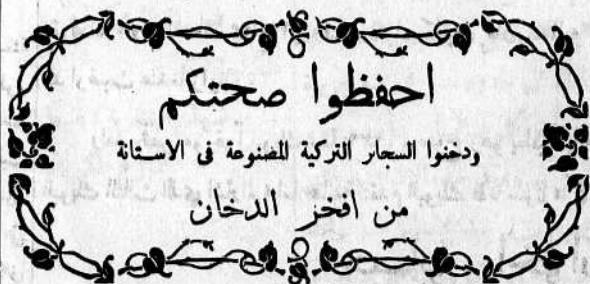 احفظوا صحتكم
ودخنوا السجاير التركية المصنوعة فى الاستانة
من افخر الدخان